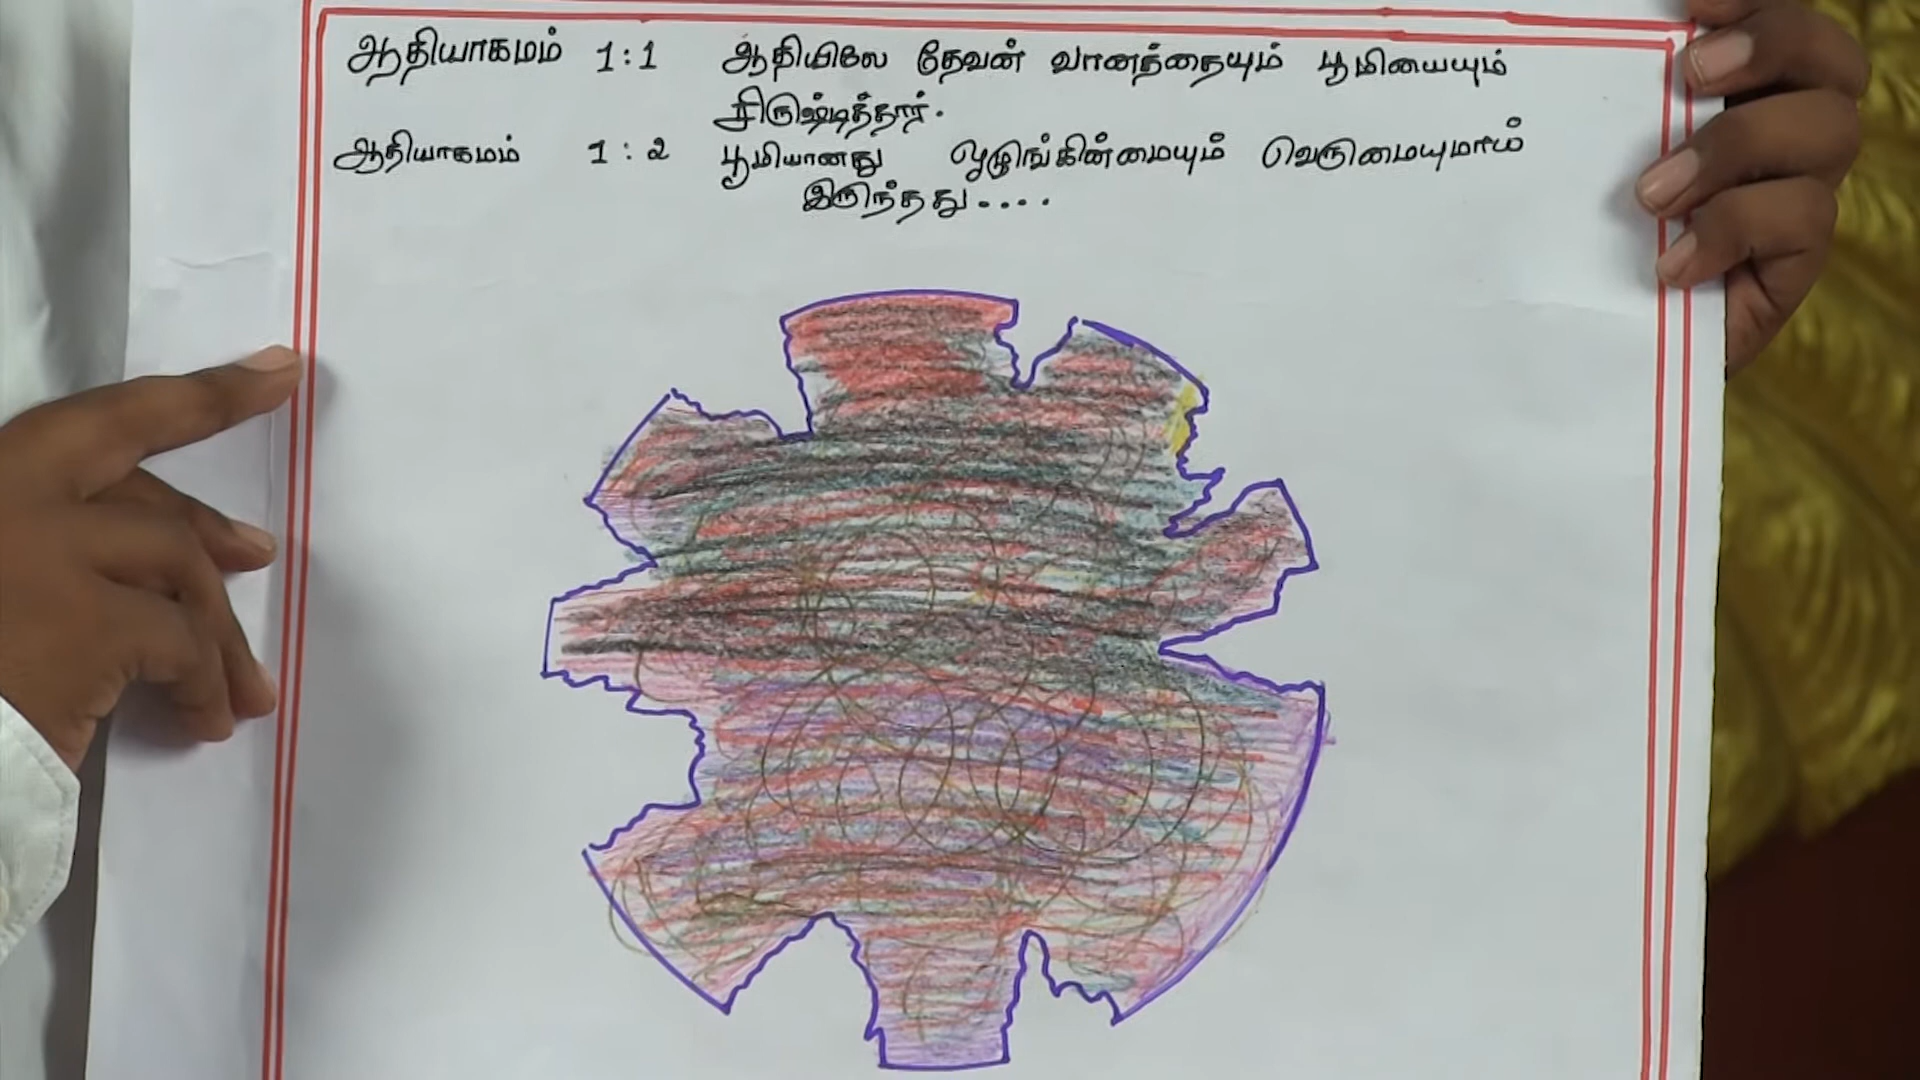 ஆதியாகமம் 1:1 ஆதியிலே தேவன் வானத்தையும் பூமியையும்
சிருஷ்டித்தார்.
ஆதியாகமம் 1:2 பூமியானது ஒழுங்கின்மையும் வெருமையுமாய்
இருந்தது....